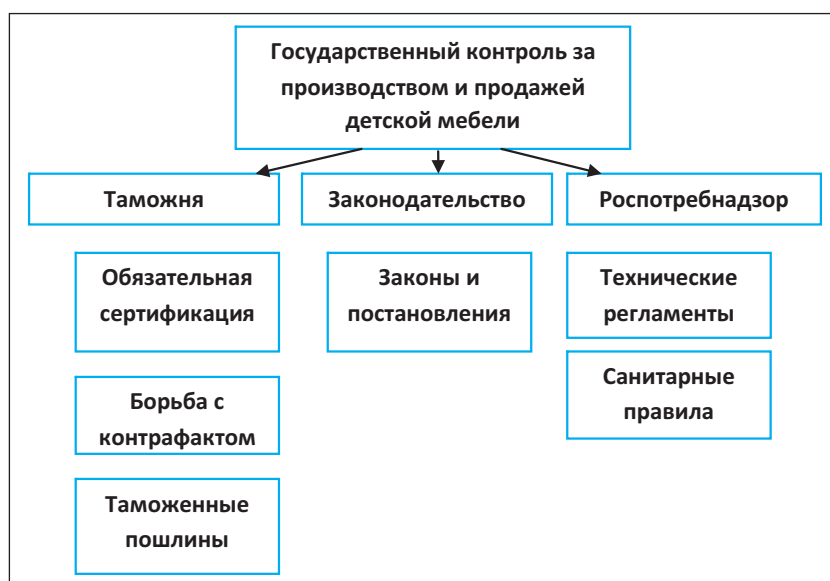 Государственный контроль за
производством и продажей
детской мебели
Таможня
Законодательство
Роспотребнадзор
Обязательная
сертификация
Законы и
постановления
Технические
регламенты
Санитарные
правила
Борьба с
контрафактом
Таможенные
пошлины